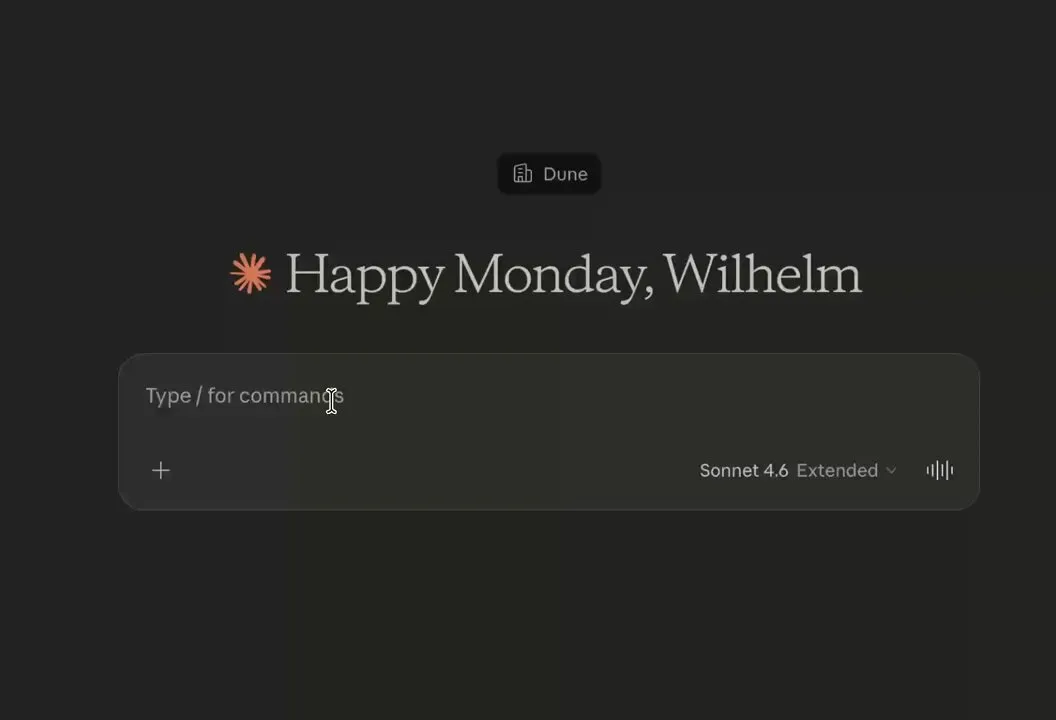 Dune
Happy Monday, Wilhelm
Type / for commands
Sonnet 4.6 Extended